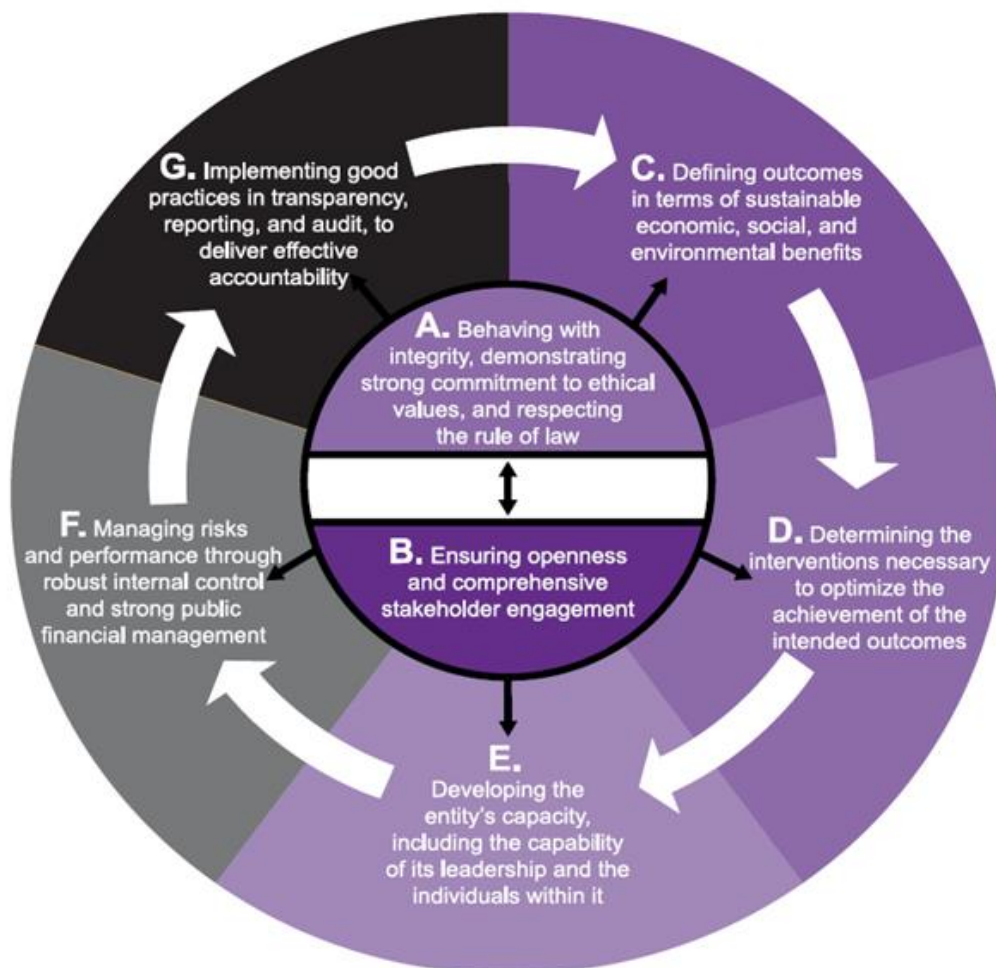 G. Implementing good
practices in transparency,
reporting, and audit, to
deliver effective
accountability
C. Defining outcomes
in terms of sustainable
economic, social, and
environmental benefits
A. Behaving with
integrity, demonstrating
strong commitment to ethical
values, and respecting
the rule of law
B. Ensuring openness
and comprehensive
stakeholder engagement
D. Determining the
interventions necessary
to optimize the
achievement of the
intended outcomes
E.
Developing the
entity's capacity,
including the capability
of its leadership and the
individuals within it
F. Managing risks
and performance through
robust internal control
and strong public
financial management